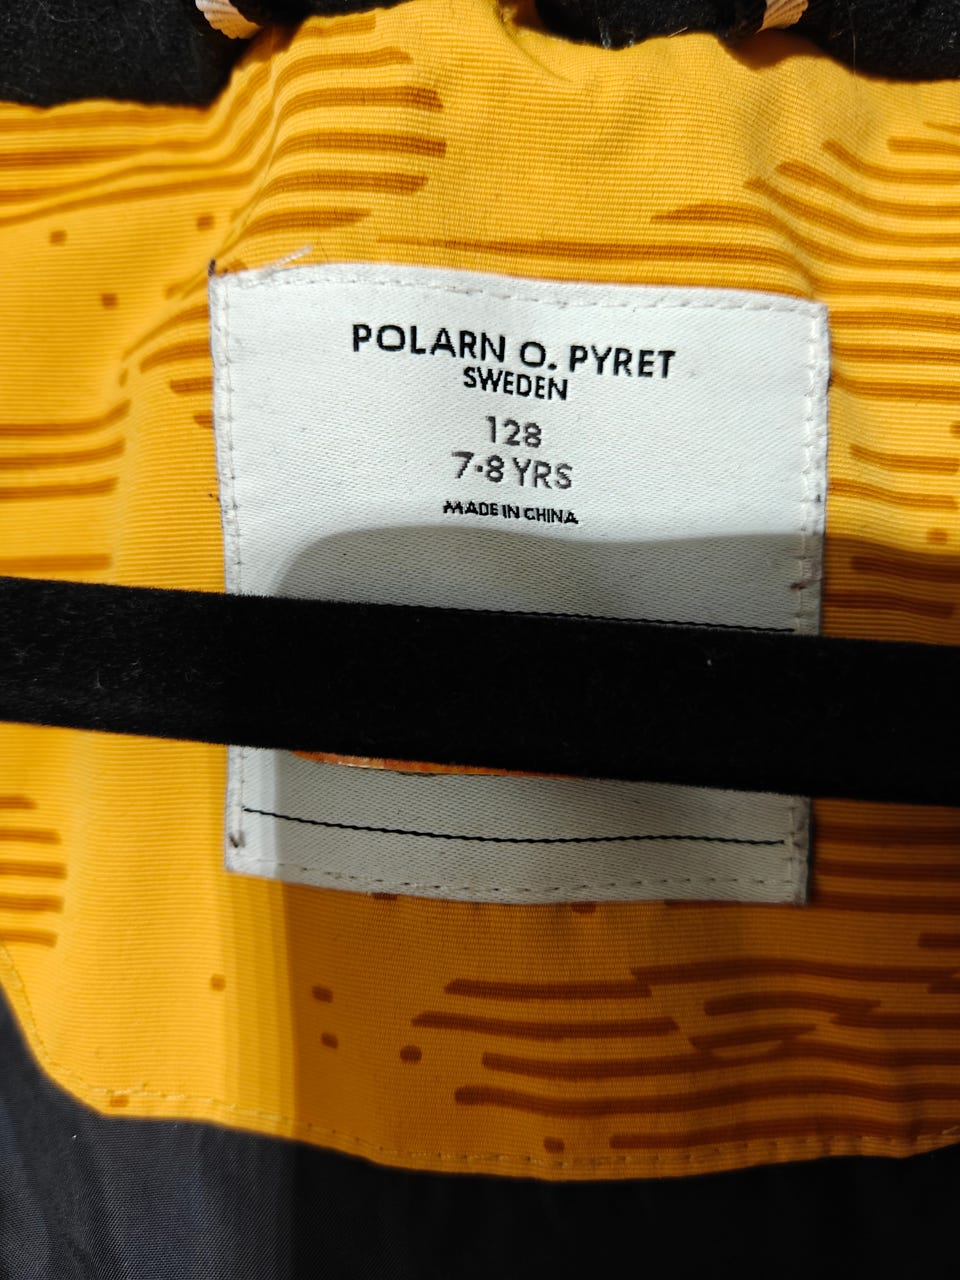 POLARN O. PYRET
SWEDEN
128
7-8 YRS
MADE IN CHINA